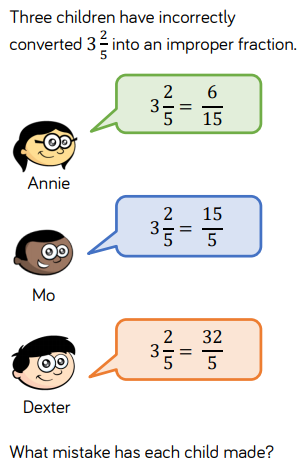 Three children have incorrectly
converted 3 2/5 into an improper fraction.
3 2/5 = 6/15
Annie
3 2/5 = 15/5
Mo
3 2/5 = 32/5
Dexter
What mistake has each child made?